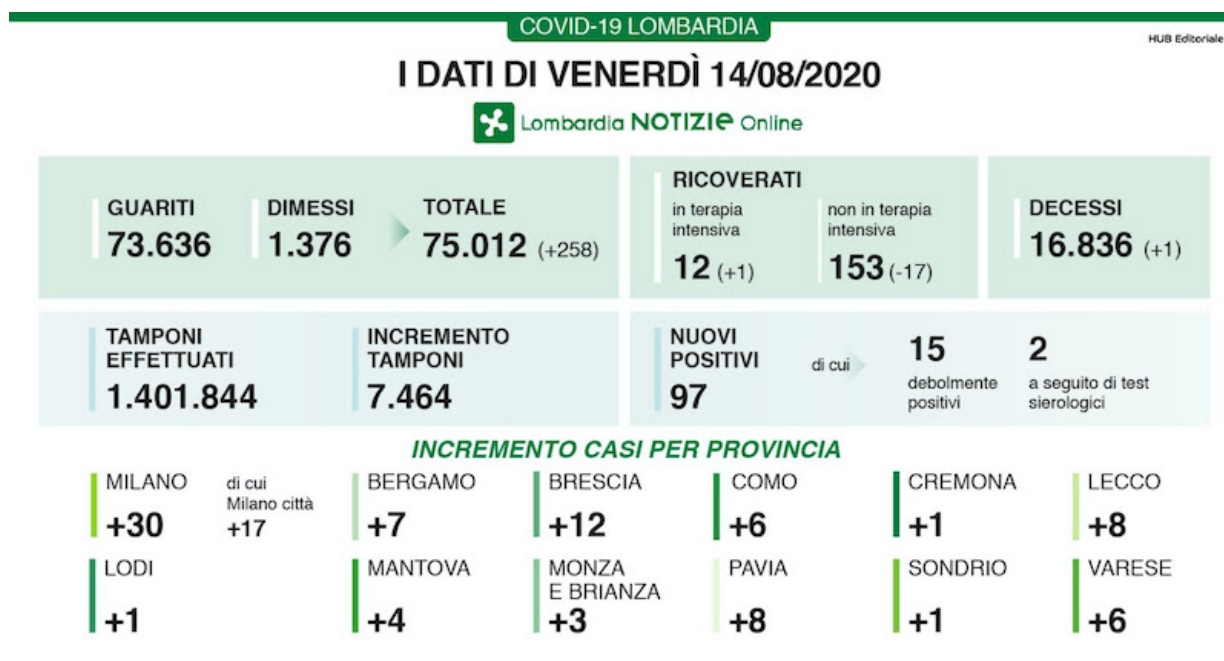 COVID-19 LOMBARDIA
HUB Editoriale
I DATI DI VENERDÌ 14/08/2020
Lombardia NOTIZIE Online
GUARITI
73.636
DIMESSI
1.376
TOTALE
75.012 (+258)
RICOVERATI
in terapia
intensiva
12 (+1)
non in terapia
intensiva
153 (-17)
DECESSI
16.836 (+1)
TAMPONI
EFFETTUATI
1.401.844
INCREMENTO
TAMPONI
7.464
NUOVI
POSITIVI
97
di cui
15
debolmente
positivi
2
a seguito di test
sierologici
INCREMENTO CASI PER PROVINCIA
MILANO
+30
di cui
Milano città
+17
BERGAMO
+7
BRESCIA
+12
COMO
+6
CREMONA
+1
LECCO
+8
LODI
+1
MANTOVA
+4
MONZA
E BRIANZA
+3
PAVIA
+8
SONDRIO
+1
VARESE
+6